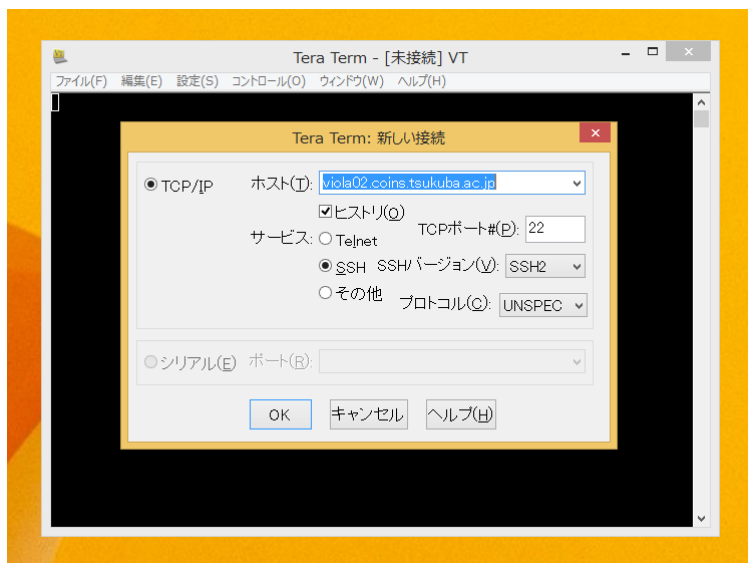 Tera Term - [未接続] VT
ファイル(F) 編集(E) 設定(S) コントロール(O) ウィンドウ(W) ヘルプ(H)
Tera Term: 新しい接続
TCP/IP ホスト(T): viola02.coins.tsukuba.ac.jp
ヒストリ(O)
サービス: Telnet TCPポート#(P): 22
SSH SSHバージョン(V): SSH2
その他 プロトコル(C): UNSPEC
シリアル(E) ポート(R):
OK キャンセル ヘルプ(H)